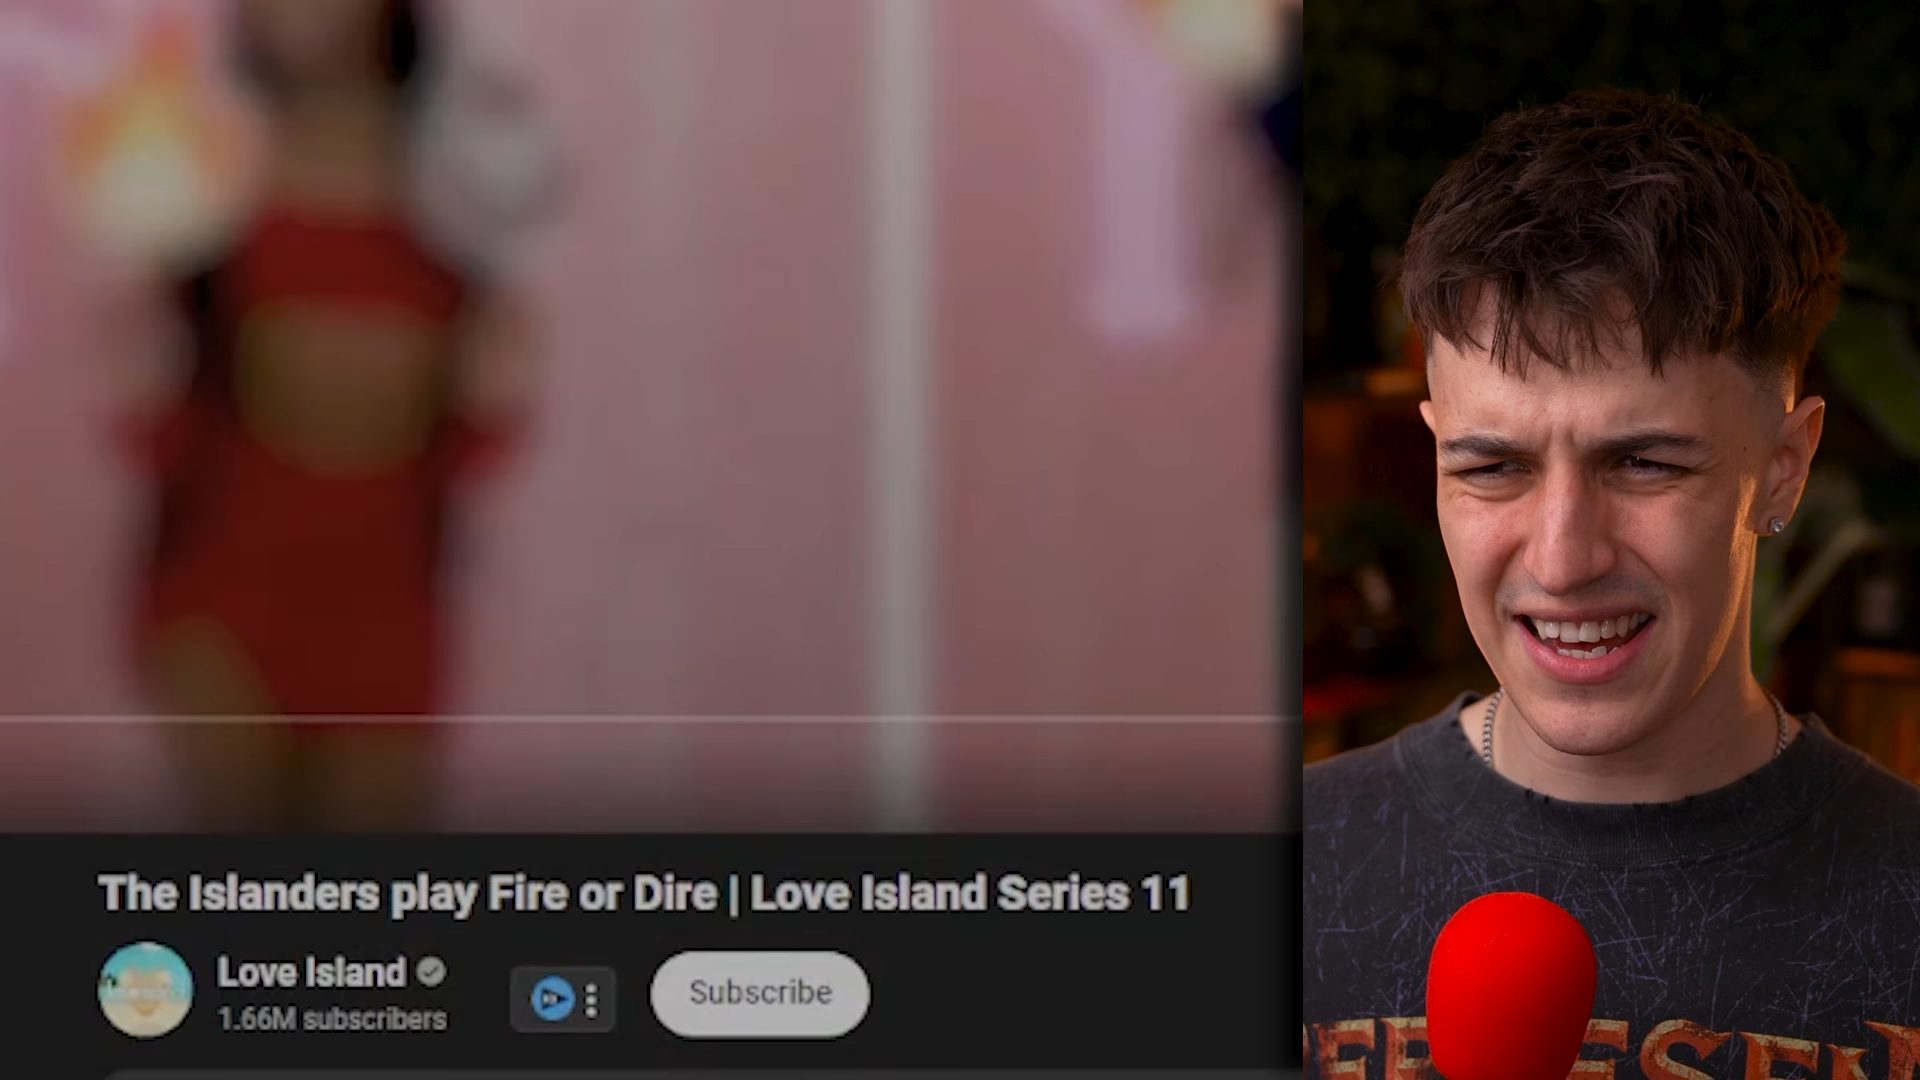 The Islanders play Fire or Dire | Love Island Series 11
Love Island
1.66M subscribers
Subscribe